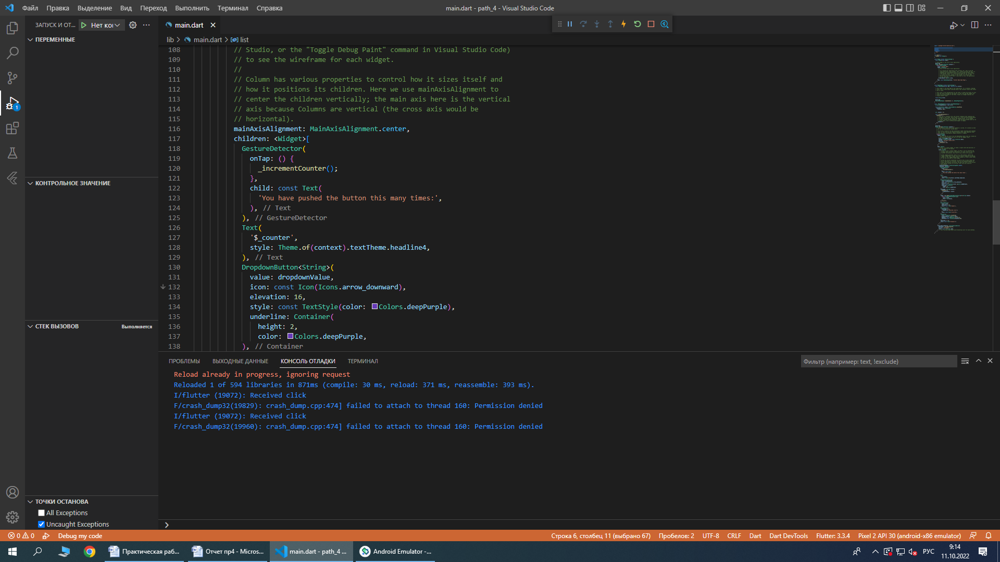 Файл Правка Выделение Вид Переход Выполнить Терминал Справка
main.dart - path_4 - Visual Studio Code
ЗАПУСК И ОТ...
Нет ког
main.dart
lib > main.dart > list
ПЕРЕМЕННЫЕ
КОНТРОЛЬНОЕ ЗНАЧЕНИЕ
СТЕК ВЫЗОВОВ Выполняется
ТОЧКИ ОСТАНОВА
All Exceptions
Uncaught Exceptions
1
108 // Studio, or the "Toggle Debug Paint" command in Visual Studio Code)
109 // to see the wireframe for each widget.
110 //
111 // Column has various properties to control how it sizes itself and
112 // how it positions its children. Here we use mainAxisAlignment to
113 // center the children vertically; the main axis here is the vertical
114 // axis because Columns are vertical (the cross axis would be
115 // horizontal).
116 mainAxisAlignment: MainAxisAlignment.center,
117 children: <Widget>[
118 GestureDetector(
119 onTap: () {
120 _incrementCounter();
121 },
122 child: const Text(
123 'You have pushed the button this many times:',
124 ), // Text
125 ), // GestureDetector
126 Text(
127 '$_counter',
128 style: Theme.of(context).textTheme.headline4,
129 ), // Text
130 DropdownButton<String>(
131 value: dropdownValue,
132 icon: const Icon(Icons.arrow_downward),
133 elevation: 16,
134 style: const TextStyle(color: Colors.deepPurple),
135 underline: Container(
136 height: 2,
137 color: Colors.deepPurple,
138 ), // Container
ПРОБЛЕМЫ ВЫХОДНЫЕ ДАННЫЕ КОНСОЛЬ ОТЛАДКИ ТЕРМИНАЛ
Фильтр (например: text, !exclude)
Reload already in progress, ignoring request
Reloaded 1 of 594 libraries in 871ms (compile: 30 ms, reload: 371 ms, reassemble: 393 ms).
I/flutter (19072): Received click
F/crash_dump32(19829): crash_dump.cpp:474] failed to attach to thread 160: Permission denied
I/flutter (19072): Received click
F/crash_dump32(19960): crash_dump.cpp:474] failed to attach to thread 160: Permission denied
0 0 Debug my code
Строка 6, столбец 11 (выбрано 67) Пробелов: 2 UTF-8 CRLF Dart Dart DevTools Flutter: 3.3.4 Pixel 2 API 30 (android-x86 emulator)
Практическая раб...
Отчет пр4 - Micros...
main.dart - path_4 ...
Android Emulator -...
РУС
9:14
11.10.2022